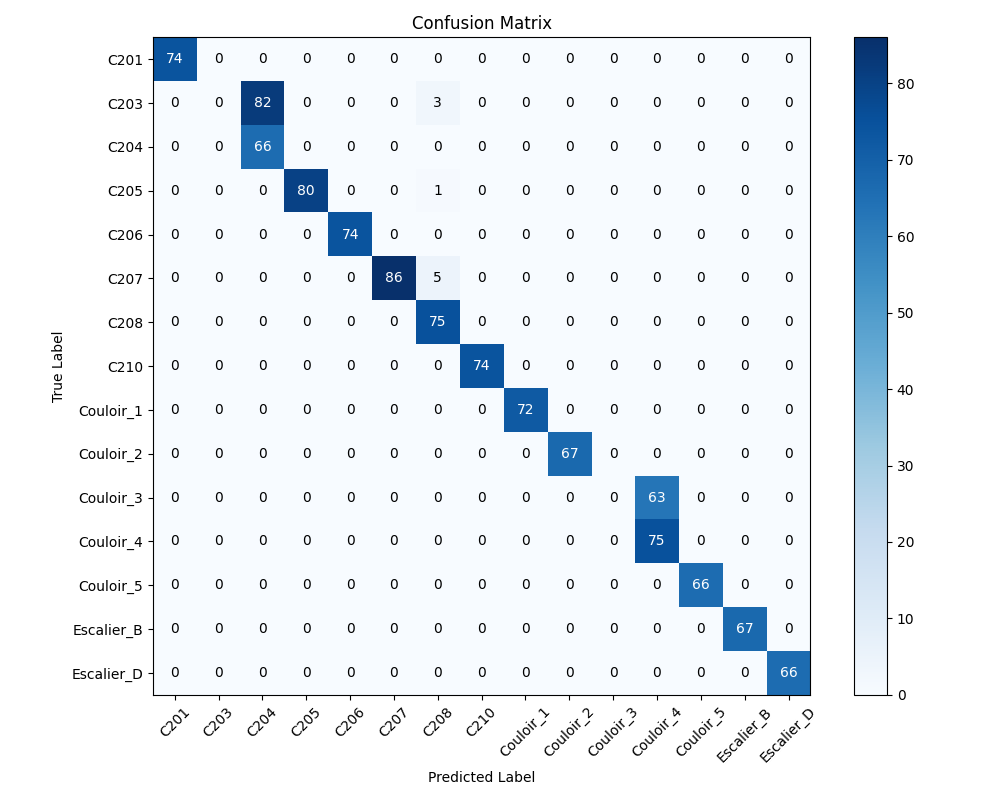 Confusion Matrix
C201 74 0 0 0 0 0 0 0 0 0 0 0 0 0 0
C203 0 0 82 0 0 0 3 0 0 0 0 0 0 0 0
C204 0 0 66 0 0 0 0 0 0 0 0 0 0 0 0
C205 0 0 0 80 0 0 1 0 0 0 0 0 0 0 0
C206 0 0 0 0 74 0 0 0 0 0 0 0 0 0 0
C207 0 0 0 0 0 86 5 0 0 0 0 0 0 0 0
C208 0 0 0 0 0 0 75 0 0 0 0 0 0 0 0
C210 0 0 0 0 0 0 0 74 0 0 0 0 0 0 0
Couloir_1 0 0 0 0 0 0 0 0 72 0 0 0 0 0 0
Couloir_2 0 0 0 0 0 0 0 0 0 67 0 0 0 0 0
Couloir_3 0 0 0 0 0 0 0 0 0 0 0 63 0 0 0
Couloir_4 0 0 0 0 0 0 0 0 0 0 0 75 0 0 0
Couloir_5 0 0 0 0 0 0 0 0 0 0 0 0 66 0 0
Escalier_B 0 0 0 0 0 0 0 0 0 0 0 0 0 67 0
Escalier_D 0 0 0 0 0 0 0 0 0 0 0 0 0 0 66
True Label
C201 C203 C204 C205 C206 C207 C208 C210 Couloir_1 Couloir_2 Couloir_3 Couloir_4 Couloir_5 Escalier_B Escalier_D
Predicted Label
80
70
60
50
40
30
20
10
0